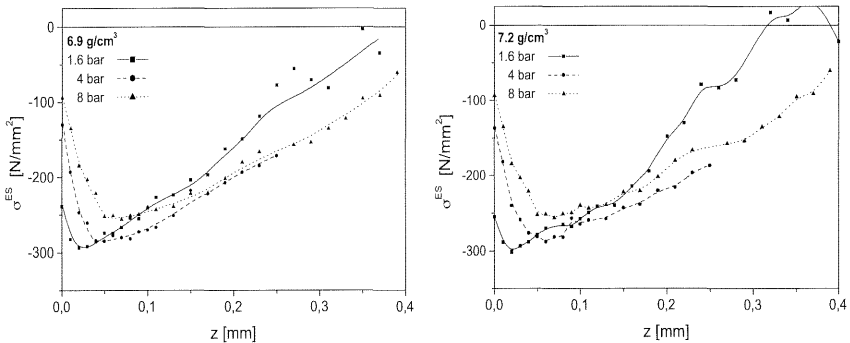 6.9 g/cm³
1.6 bar
4 bar
8 bar
0
-100
-200
-300
σ^ES [N/mm²]
0,0
0,1
0,2
0,3
0,4
z [mm]
7.2 g/cm³
1.6 bar
4 bar
8 bar
0
-100
-200
-300
σ^ES [N/mm²]
0,0
0,1
0,2
0,3
0,4
z [mm]